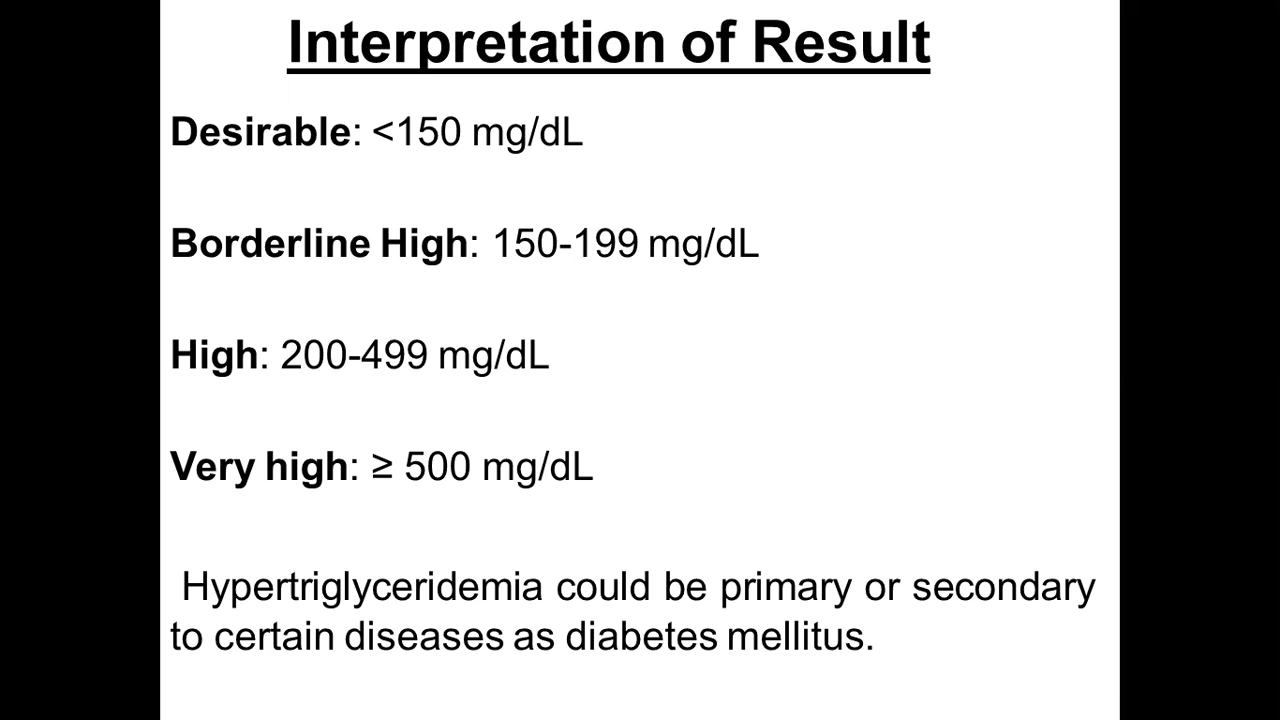 Interpretation of Result
Desirable: <150 mg/dL
Borderline High: 150-199 mg/dL
High: 200-499 mg/dL
Very high: ≥ 500 mg/dL
Hypertriglyceridemia could be primary or secondary
to certain diseases as diabetes mellitus.